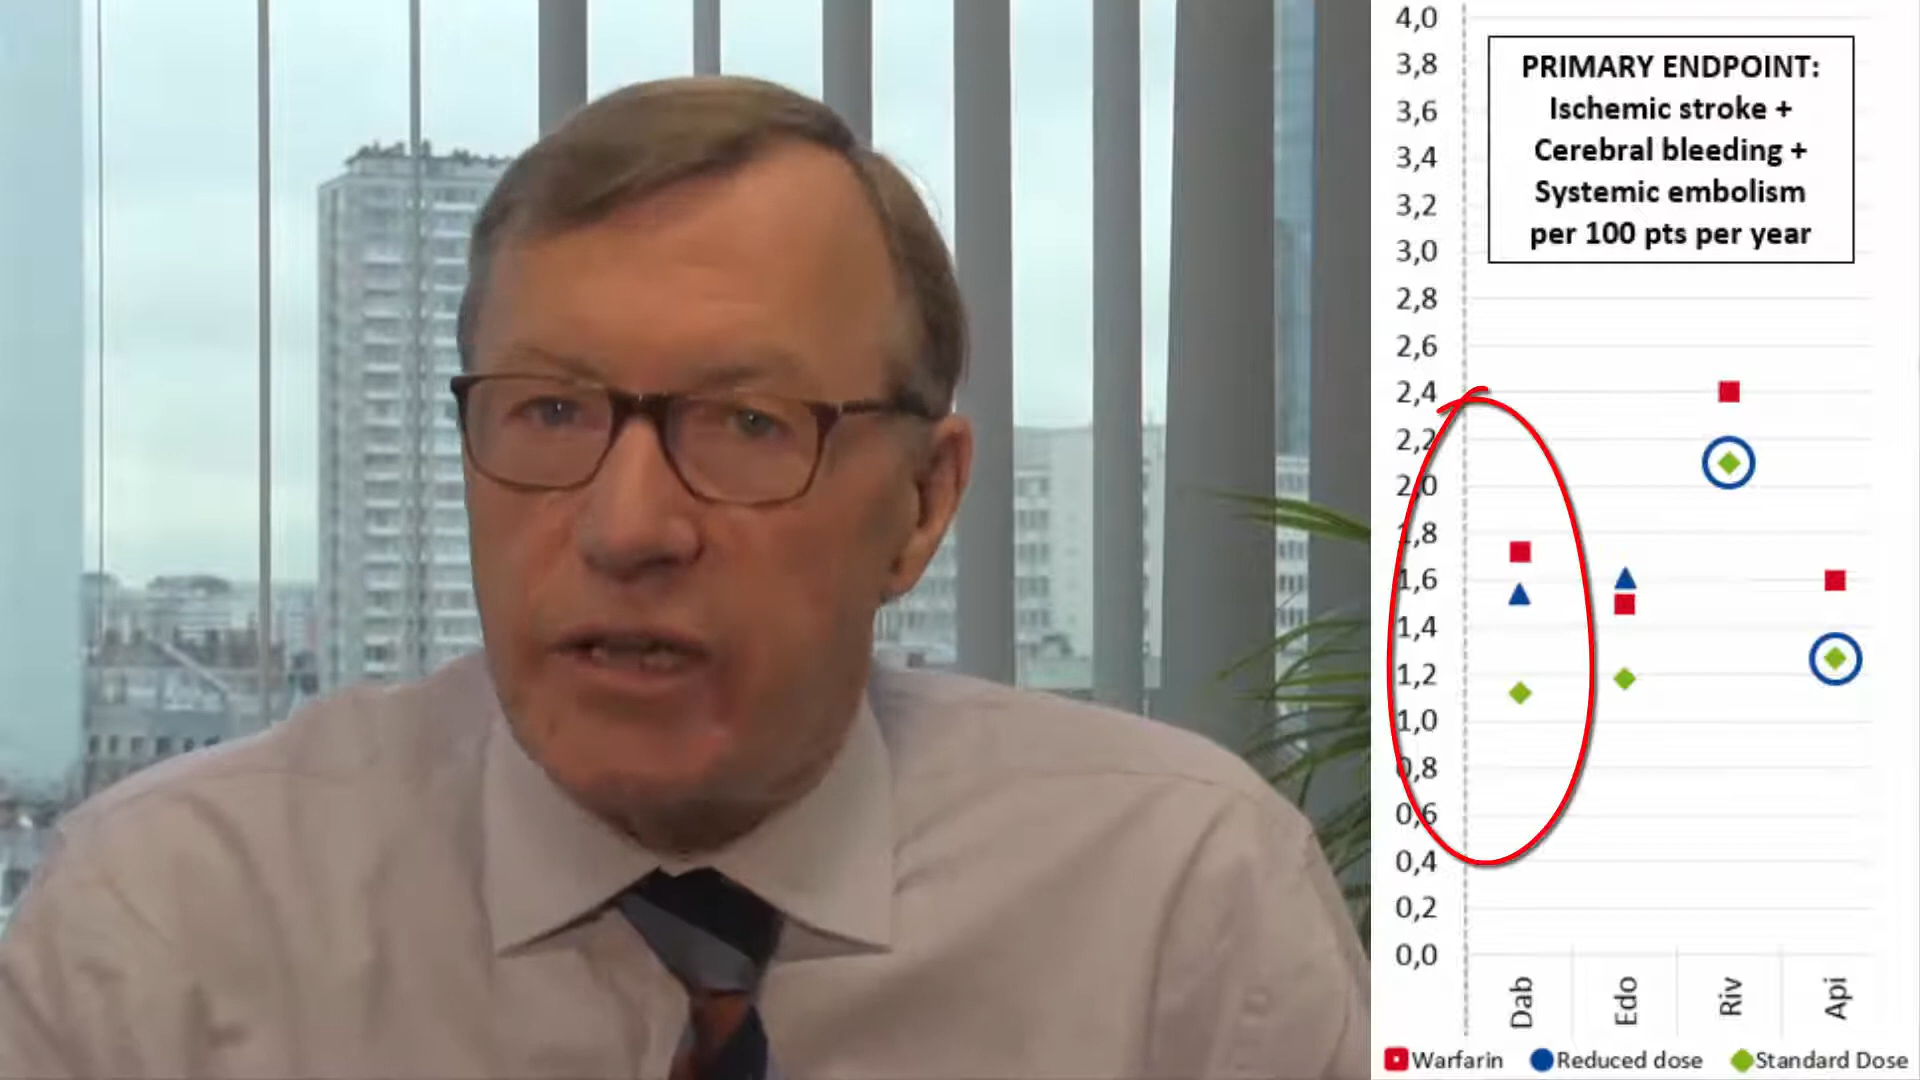 4,0
3,8
3,6
3,4
3,2
3,0
2,8
2,6
2,4
2,2
2,0
1,8
1,6
1,4
1,2
1,0
0,8
0,6
0,4
0,2
0,0
PRIMARY ENDPOINT:
Ischemic stroke +
Cerebral bleeding +
Systemic embolism
per 100 pts per year
Dab
Edo
Riv
Api
Warfarin
Reduced dose
Standard Dose